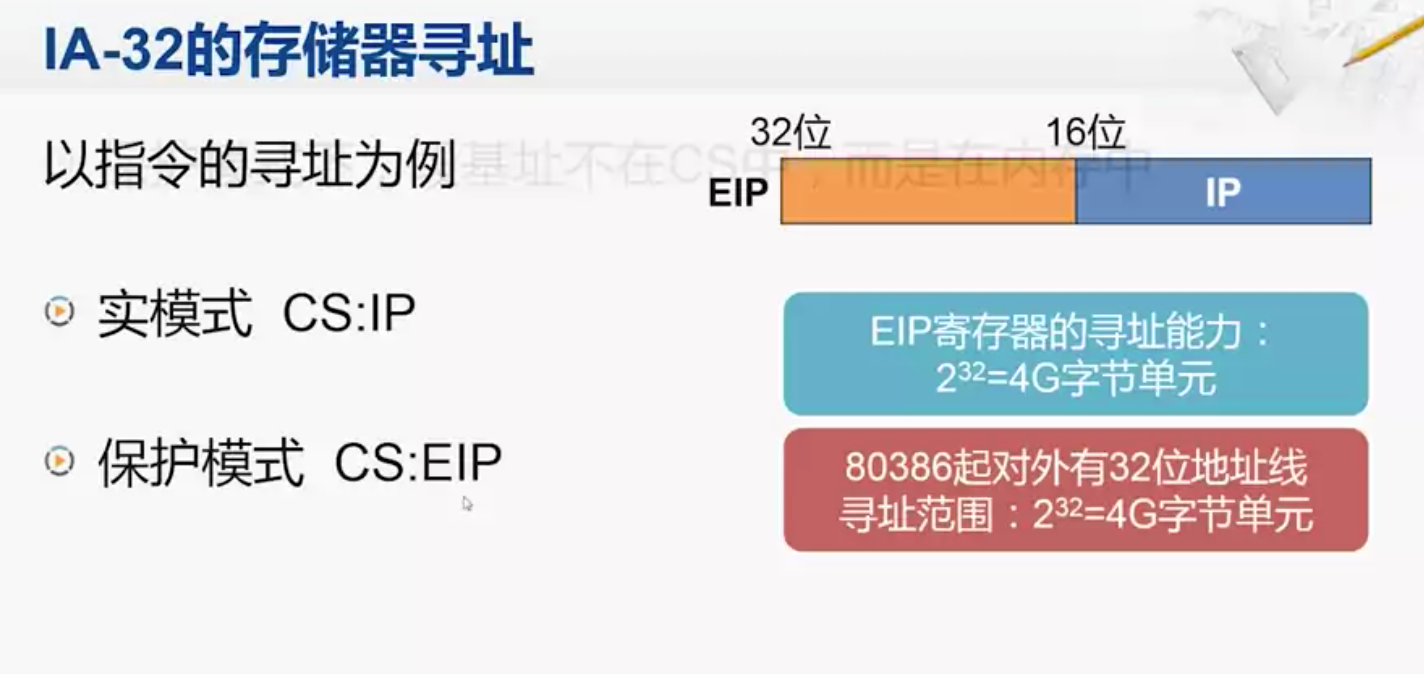 IA-32的存储器寻址
以指令的寻址为例
基址不在CS中，而是在内存中
32位
16位
EIP
IP
实模式 CS:IP
保护模式 CS:EIP
EIP寄存器的寻址能力：
2³²=4G字节单元
80386起对外有32位地址线
寻址范围：2³²=4G字节单元